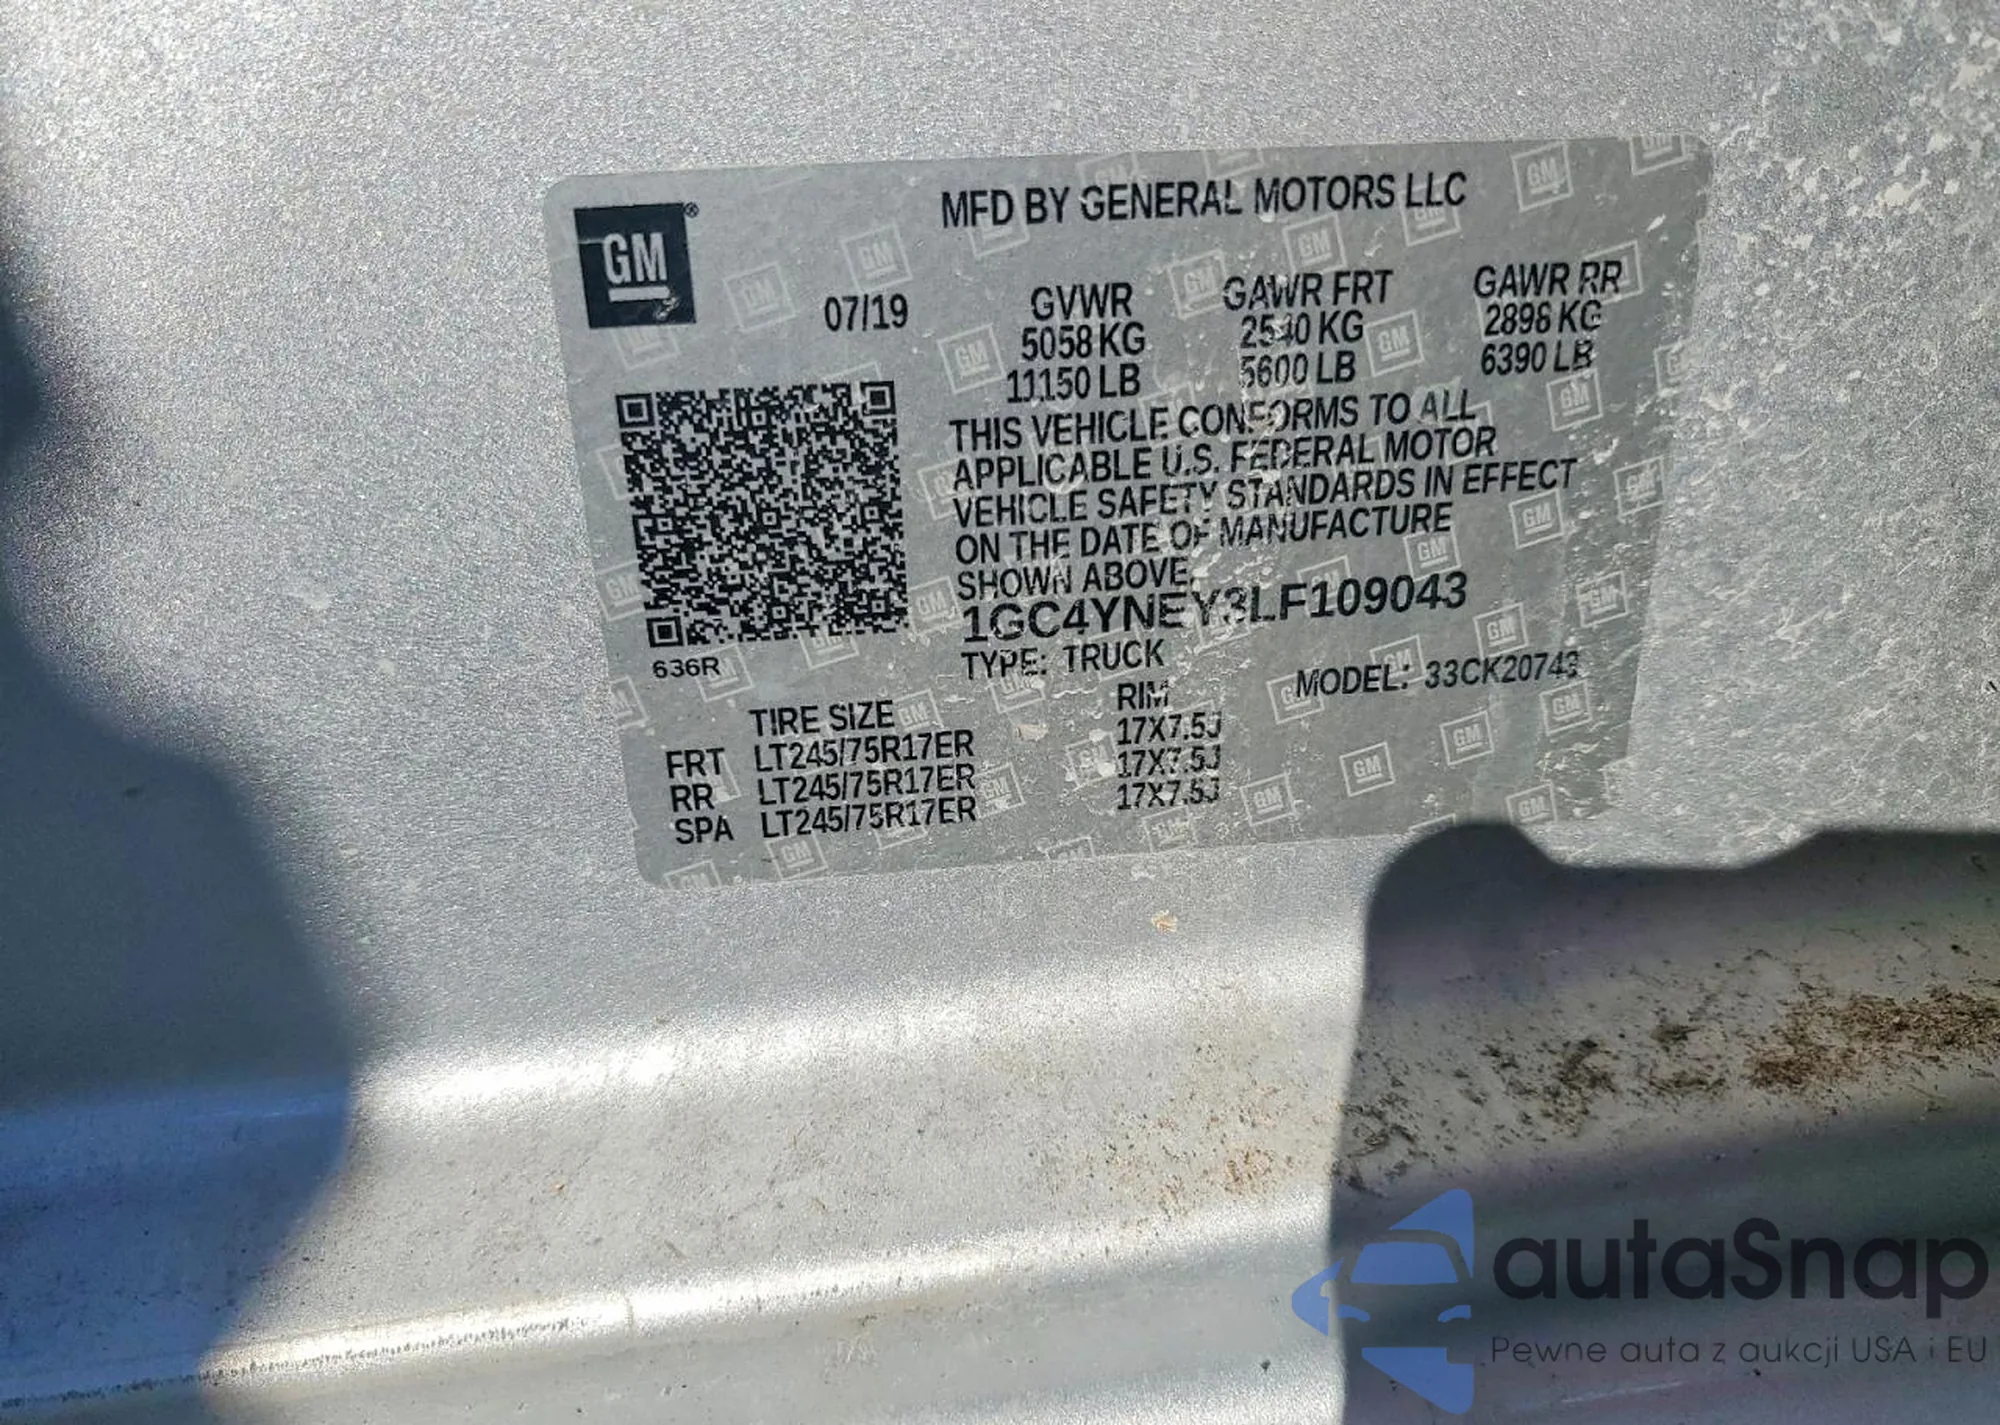 GM®
MFD BY GENERAL MOTORS LLC
07/19
GVWR GAWR FRT GAWR RR
5058 KG 2540 KG 2898 KG
11150 LB 5600 LB 6390 LB
THIS VEHICLE CONFORMS TO ALL
APPLICABLE U.S. FEDERAL MOTOR
VEHICLE SAFETY STANDARDS IN EFFECT
ON THE DATE OF MANUFACTURE
SHOWN ABOVE.
1GC4YNEY3LF109043
636R
TYPE: TRUCK MODEL: 33CK20743
TIRE SIZE RIM
FRT LT245/75R17ER 17X7.5J
RR LT245/75R17ER 17X7.5J
SPA LT245/75R17ER 17X7.5J
autaSnap
Pewne auta z aukcji USA i EU